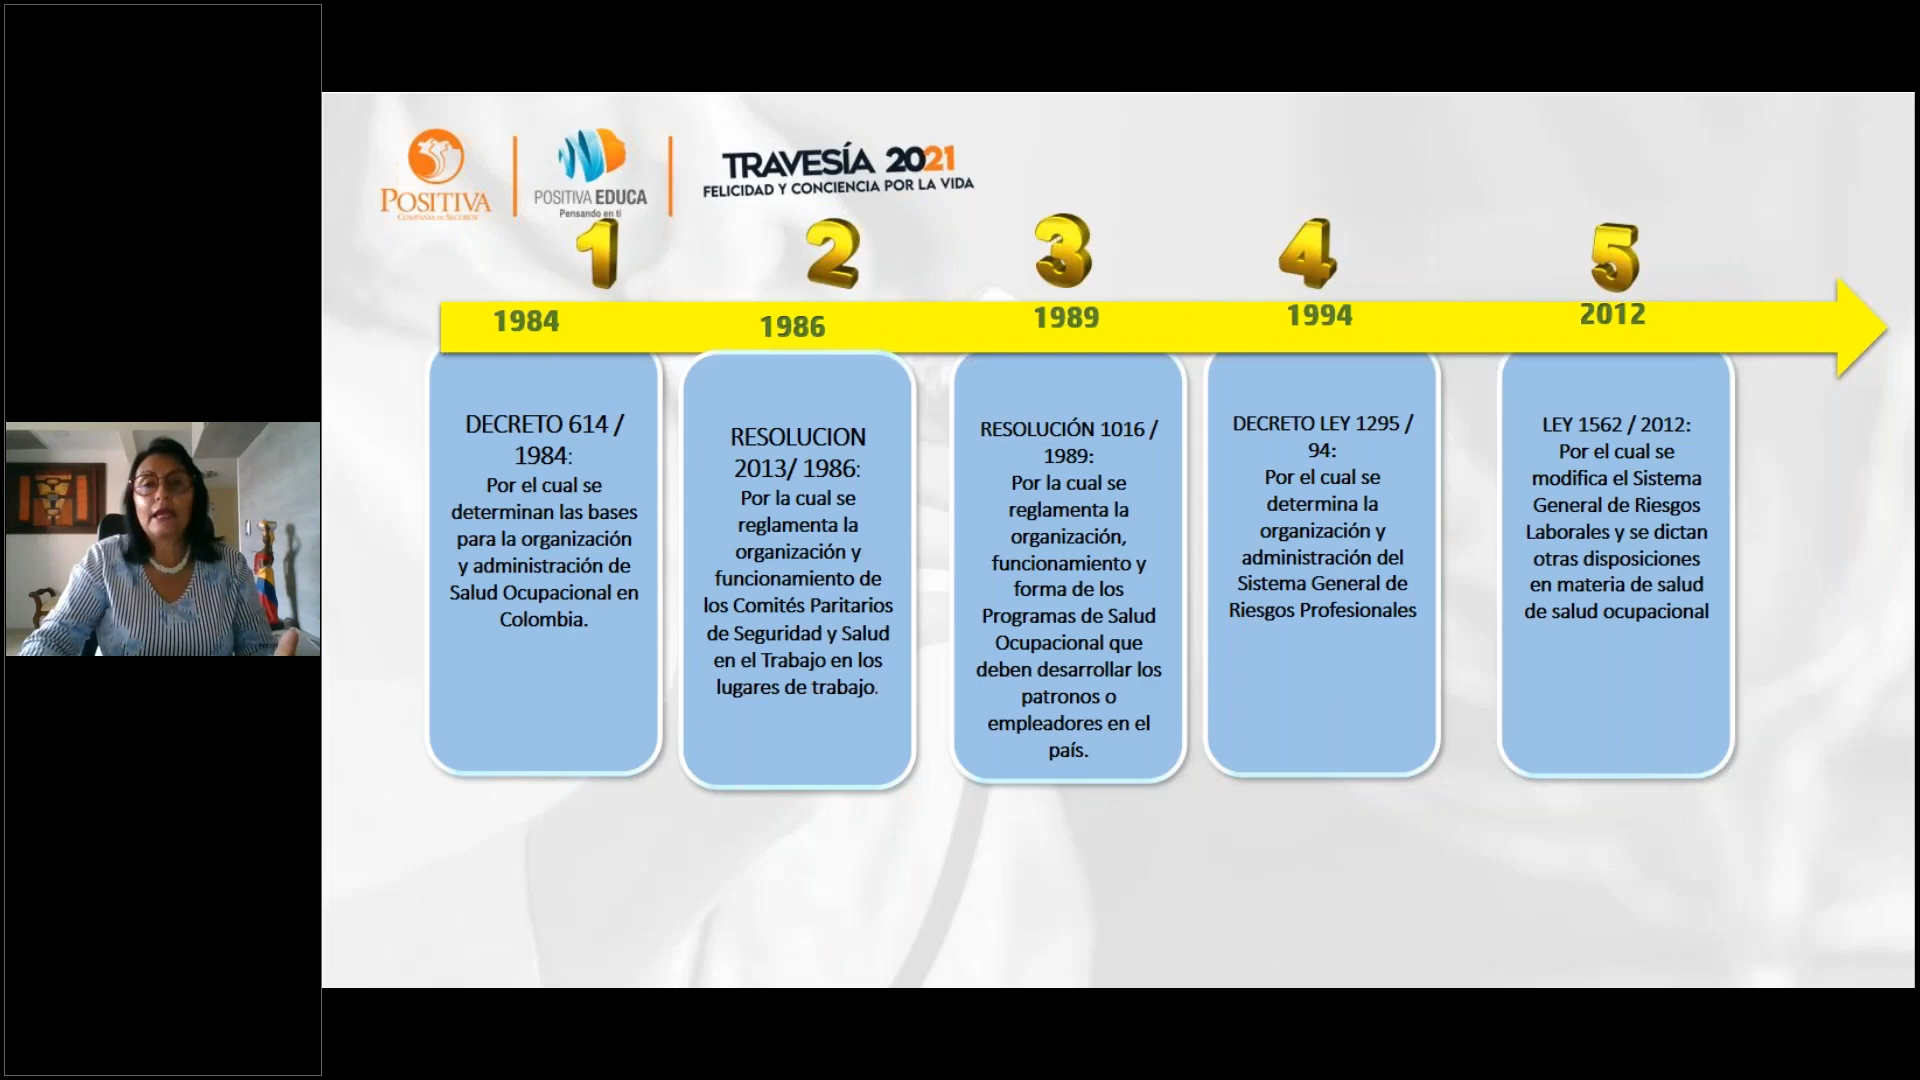 POSITIVA
COMPAÑÍA DE SEGUROS
POSITIVA EDUCA
Pensando en ti
TRAVESÍA 2021
FELICIDAD Y CONCIENCIA POR LA VIDA
1
2
3
4
5
1984
1986
1989
1994
2012
DECRETO 614 /
1984:
Por el cual se
determinan las bases
para la organización
y administración de
Salud Ocupacional en
Colombia.
RESOLUCION
2013/ 1986:
Por la cual se
reglamenta la
organización y
funcionamiento de
los Comités Paritarios
de Seguridad y Salud
en el Trabajo en los
lugares de trabajo.
RESOLUCIÓN 1016 /
1989:
Por la cual se
reglamenta la
organización,
funcionamiento y
forma de los
Programas de Salud
Ocupacional que
deben desarrollar los
patronos o
empleadores en el
país.
DECRETO LEY 1295 /
94:
Por el cual se
determina la
organización y
administración del
Sistema General de
Riesgos Profesionales
LEY 1562 / 2012:
Por el cual se
modifica el Sistema
General de Riesgos
Laborales y se dictan
otras disposiciones
en materia de salud
de salud ocupacional